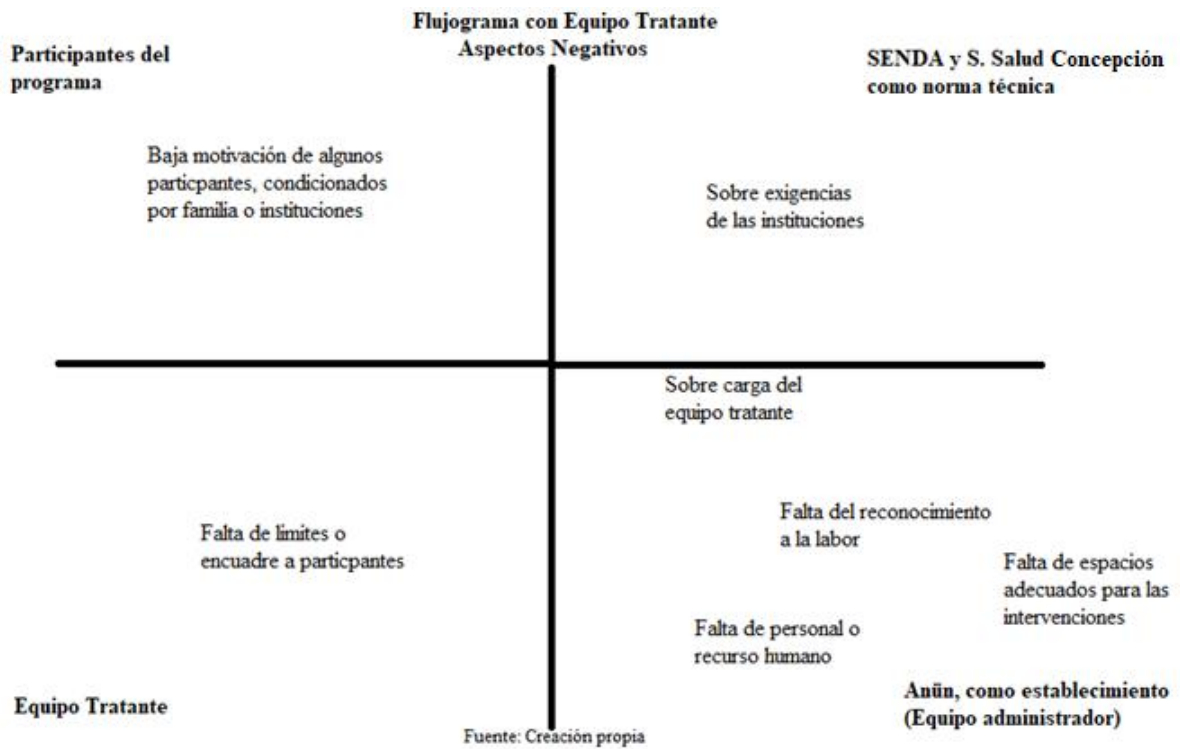 Flujograma con Equipo Tratante
Aspectos Negativos
Participantes del
programa
SENDA y S. Salud Concepción
como norma técnica
Baja motivación de algunos
particpantes, condicionados
por familia o instituciones
Sobre exigencias
de las instituciones
Sobre carga del
equipo tratante
Falta de limites o
encuadre a particpantes
Falta del reconocimiento
a la labor
Falta de espacios
adecuados para las
intervenciones
Falta de personal o
recurso humano
Equipo Tratante
Anün, como establecimiento
(Equipo administrador)
Fuente: Creación propia